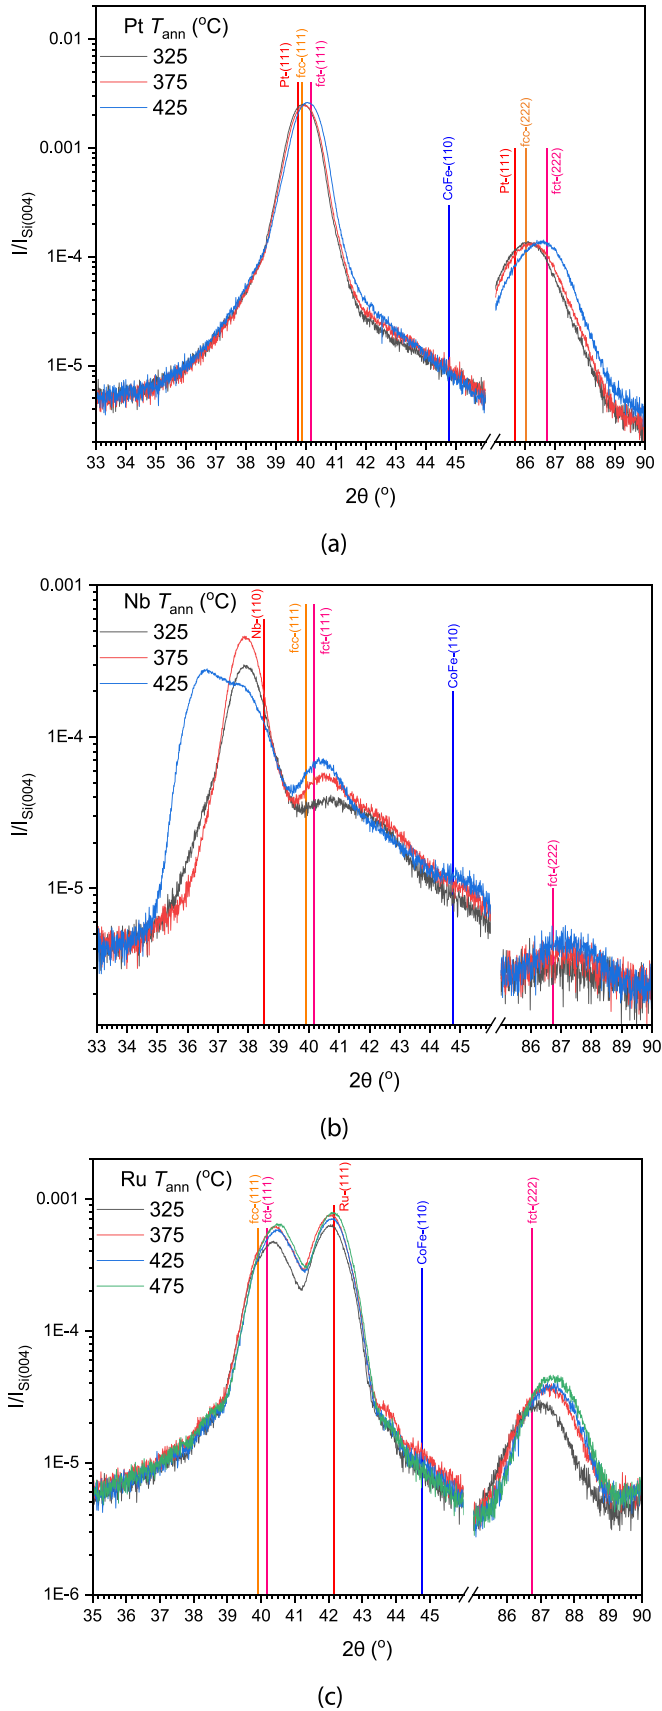 Pt T_ann (°C)
325
375
425
Pt-(111)
fcc-(111)
fct-(111)
CoFe-(110)
Pt-(111)
fcc-(222)
fct-(222)
0.01
0.001
1E-4
1E-5
I/I_Si(004)
33 34 35 36 37 38 39 40 41 42 43 44 45 86 87 88 89 90
2θ (°)
(a)
Nb T_ann (°C)
325
375
425
Nb-(110)
fcc-(111)
fct-(111)
CoFe-(110)
fct-(222)
0.001
1E-4
1E-5
I/I_Si(004)
33 34 35 36 37 38 39 40 41 42 43 44 45 86 87 88 89 90
2θ (°)
(b)
Ru T_ann (°C)
325
375
425
475
fcc-(111)
fct-(111)
Ru-(111)
CoFe-(110)
fct-(222)
0.001
1E-4
1E-5
1E-6
I/I_Si(004)
35 36 37 38 39 40 41 42 43 44 45 86 87 88 89 90
2θ (°)
(c)